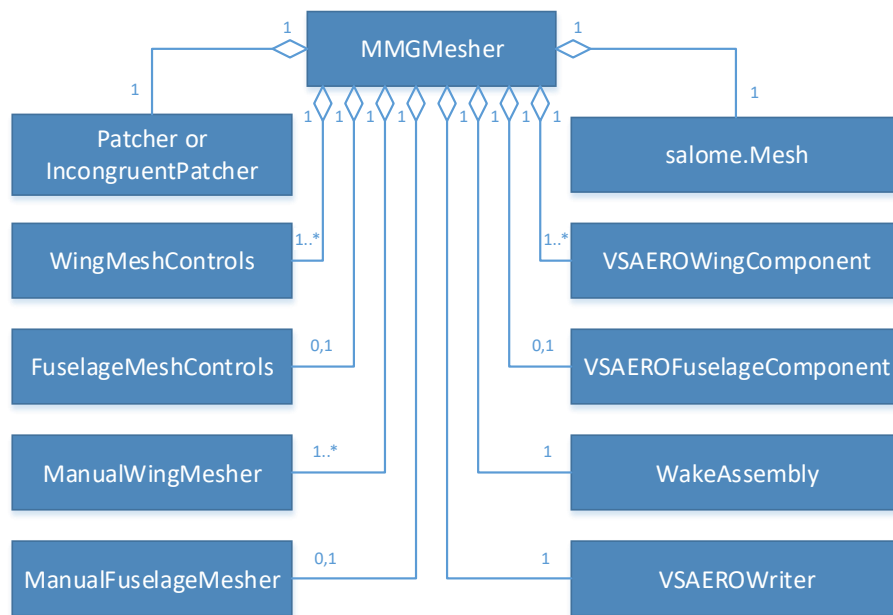 1
MMGMesher
1
1
1
1
1
1
1
1
1
1
1
Patcher or
IncongruentPatcher
salome.Mesh
WingMeshControls
1..*
1..*
VSAEROWingComponent
FuselageMeshControls
0,1
0,1
VSAEROFuselageComponent
ManualWingMesher
1..*
1
WakeAssembly
ManualFuselageMesher
0,1
1
VSAEROWriter